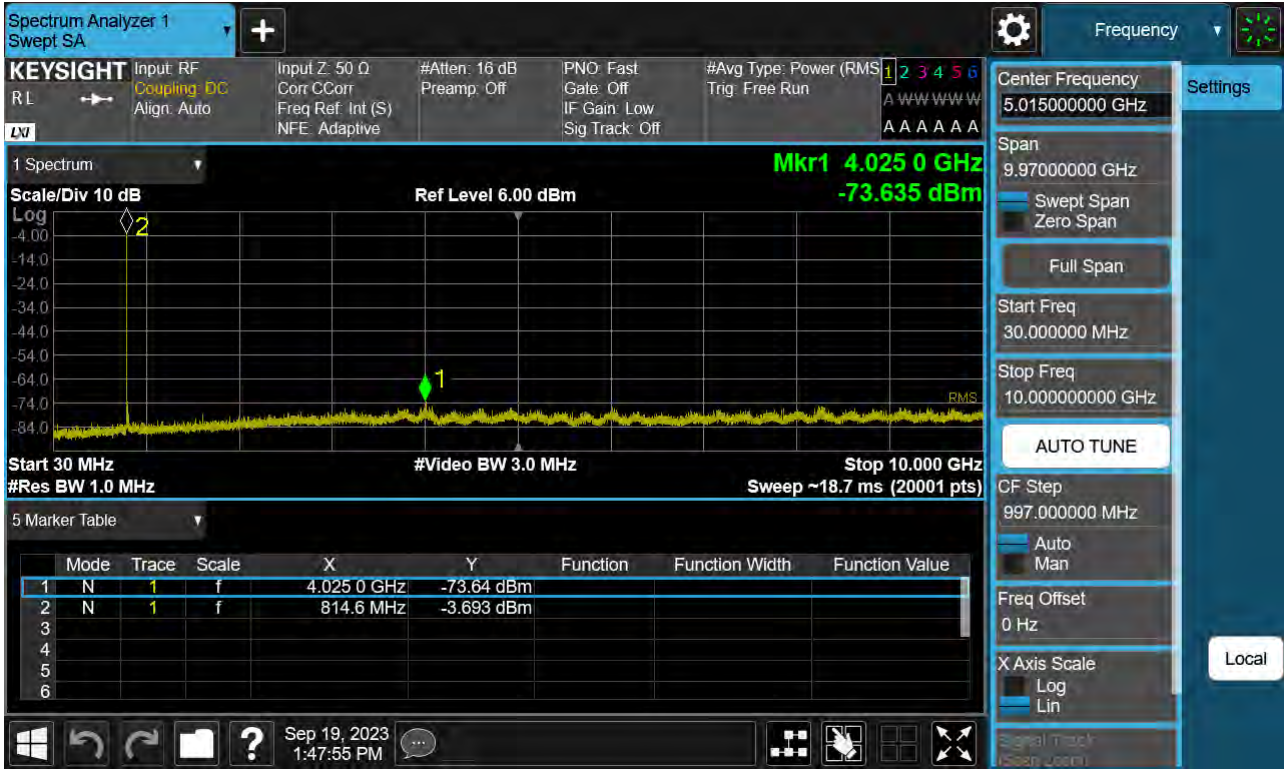 Spectrum Analyzer 1
Swept SA
+
Frequency
KEYSIGHT
R L
LXI
Input: RF
Coupling: DC
Align: Auto
Input Z: 50 Ω
Corr CCorr
Freq Ref: Int (S)
NFE: Adaptive
#Atten: 16 dB
Preamp: Off
PNO: Fast
Gate: Off
IF Gain: Low
Sig Track: Off
#Avg Type: Power (RMS
Trig: Free Run
1 2 3 4 5 6
A W W W W W
A A A A A A
1 Spectrum
Mkr1 4.025 0 GHz
-73.635 dBm
Scale/Div 10 dB
Ref Level 6.00 dBm
Log
-4.00
-14.0
-24.0
-34.0
-44.0
-54.0
-64.0
-74.0
-84.0
2
1
RMS
Start 30 MHz
#Video BW 3.0 MHz
Stop 10.000 GHz
#Res BW 1.0 MHz
Sweep ~18.7 ms (20001 pts)
5 Marker Table
Mode Trace Scale X Y Function Function Width Function Value
1 N 1 f 4.025 0 GHz -73.64 dBm
2 N 1 f 814.6 MHz -3.693 dBm
3
4
5
6
Center Frequency
5.015000000 GHz
Settings
Span
9.97000000 GHz
Swept Span
Zero Span
Full Span
Start Freq
30.000000 MHz
Stop Freq
10.000000000 GHz
AUTO TUNE
CF Step
997.000000 MHz
Auto
Man
Freq Offset
0 Hz
X Axis Scale
Log
Lin
Local
Signal Track
(Span Zoom)
?
Sep 19, 2023
1:47:55 PM